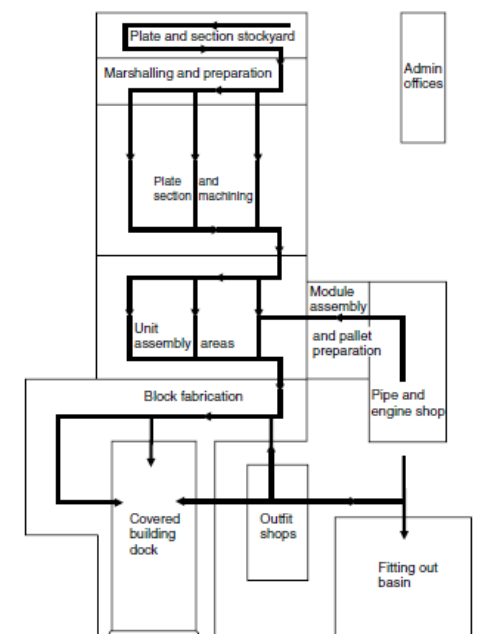 Plate and section stockyard
Marshalling and preparation
Admin
offices
Plate and
section machining
Module
assembly
and pallet
preparation
Unit
assembly areas
Pipe and
engine shop
Block fabrication
Covered
building
dock
Outfit
shops
Fitting out
basin